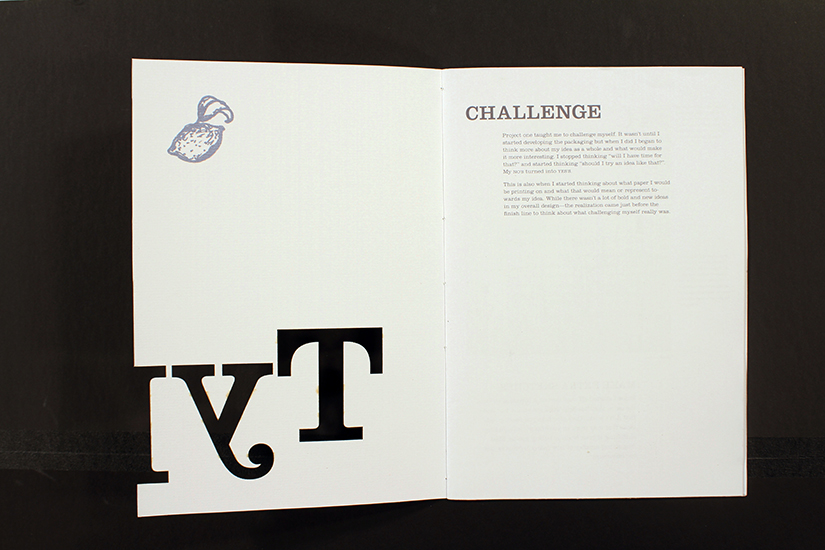 CHALLENGE
Project one taught me to challenge myself. It wasn't until I
started developing the packaging but when I did I began to
think more about my idea as a whole and what would make
it more interesting. I stopped thinking "will I have time for
that?" and started thinking "should I try an idea like that?"
My turned into
This is also when I started thinking about what paper I would
be printing on and what that would mean or represent to
wards my idea. While there wasn't a lot of bold and new ideas
in my overall design—the realization came just before the
finish line to think about what challenging myself really was.
T